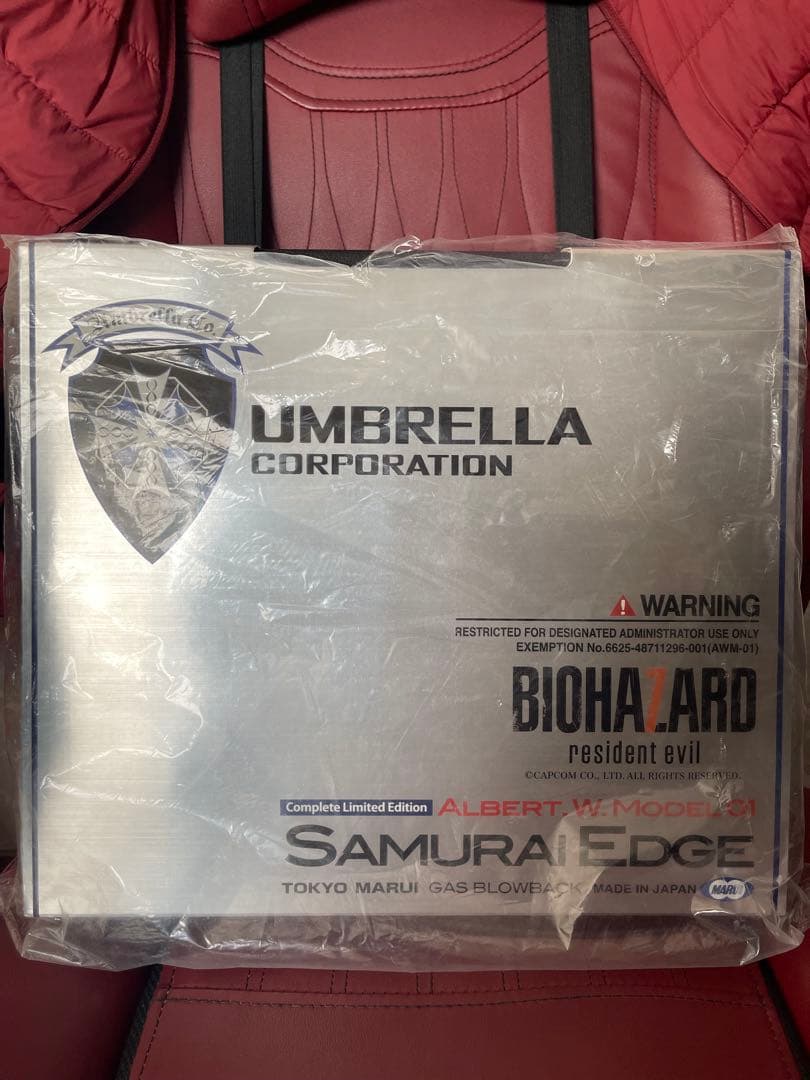 Umbrella Co.
UMBRELLA
CORPORATION
WARNING
RESTRICTED FOR DESIGNATED ADMINISTRATOR USE ONLY
EXEMPTION No.6625-48711296-001(AWM-01)
BIOHAZARD
resident evil
©CAPCOM CO., LTD. ALL RIGHTS RESERVED.
Complete Limited Edition ALBERT.W.MODEL 01
SAMURAI EDGE
TOKYO MARUI GAS BLOWBACK MADE IN JAPAN MARUI